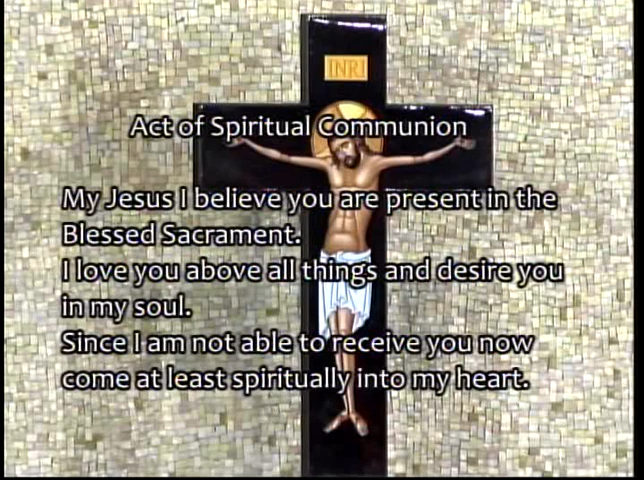 INRI
Act of Spiritual Communion
My Jesus I believe you are present in the
Blessed Sacrament.
I love you above all things and desire you
in my soul.
Since I am not able to receive you now
come at least spiritually into my heart.